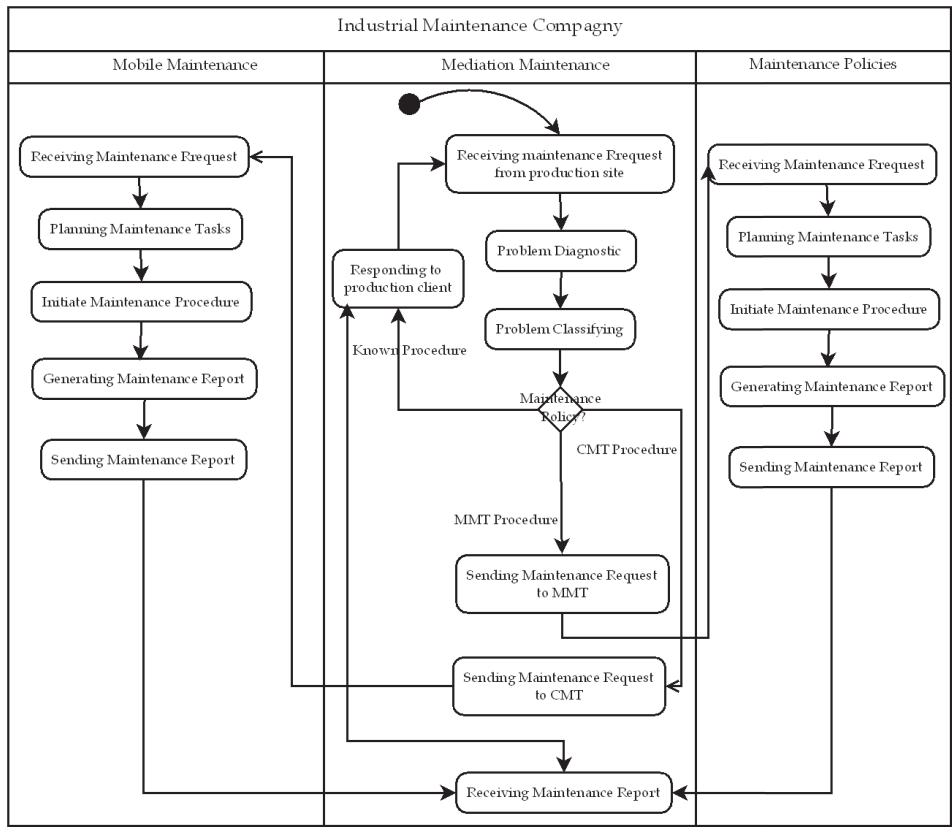 Industrial Maintenance Compagny
Mobile Maintenance
Mediation Maintenance
Maintenance Policies
Receiving Maintenance Rrequest
Planning Maintenance Tasks
Initiate Maintenance Procedure
Generating Maintenance Report
Sending Maintenance Report
Receiving maintenance Rrequest
from production site
Problem Diagnostic
Responding to
production client
Problem Classifying
Known Procedure
Maintenance
Policy?
CMT Procedure
MMT Procedure
Sending Maintenance Request
to MMT
Sending Maintenance Request
to CMT
Receiving Maintenance Report
Receiving Maintenance Rrequest
Planning Maintenance Tasks
Initiate Maintenance Procedure
Generating Maintenance Report
Sending Maintenance Report